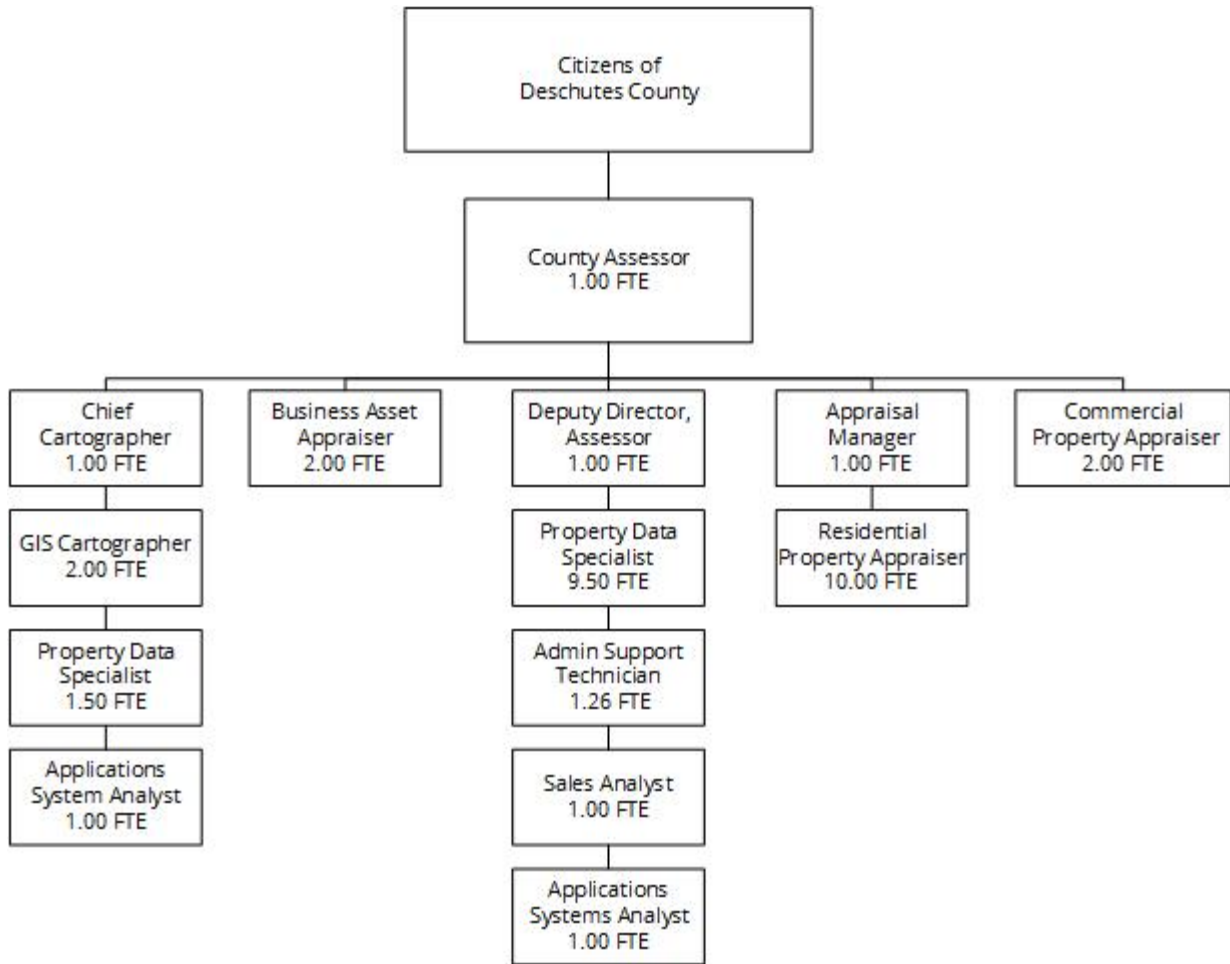 Citizens of
Deschutes County
County Assessor
1.00 FTE
Chief
Cartographer
1.00 FTE
Business Asset
Appraiser
2.00 FTE
Deputy Director,
Assessor
1.00 FTE
Appraisal
Manager
1.00 FTE
Commercial
Property Appraiser
2.00 FTE
GIS Cartographer
2.00 FTE
Property Data
Specialist
9.50 FTE
Residential
Property Appraiser
10.00 FTE
Property Data
Specialist
1.50 FTE
Admin Support
Technician
1.26 FTE
Applications
System Analyst
1.00 FTE
Sales Analyst
1.00 FTE
Applications
Systems Analyst
1.00 FTE